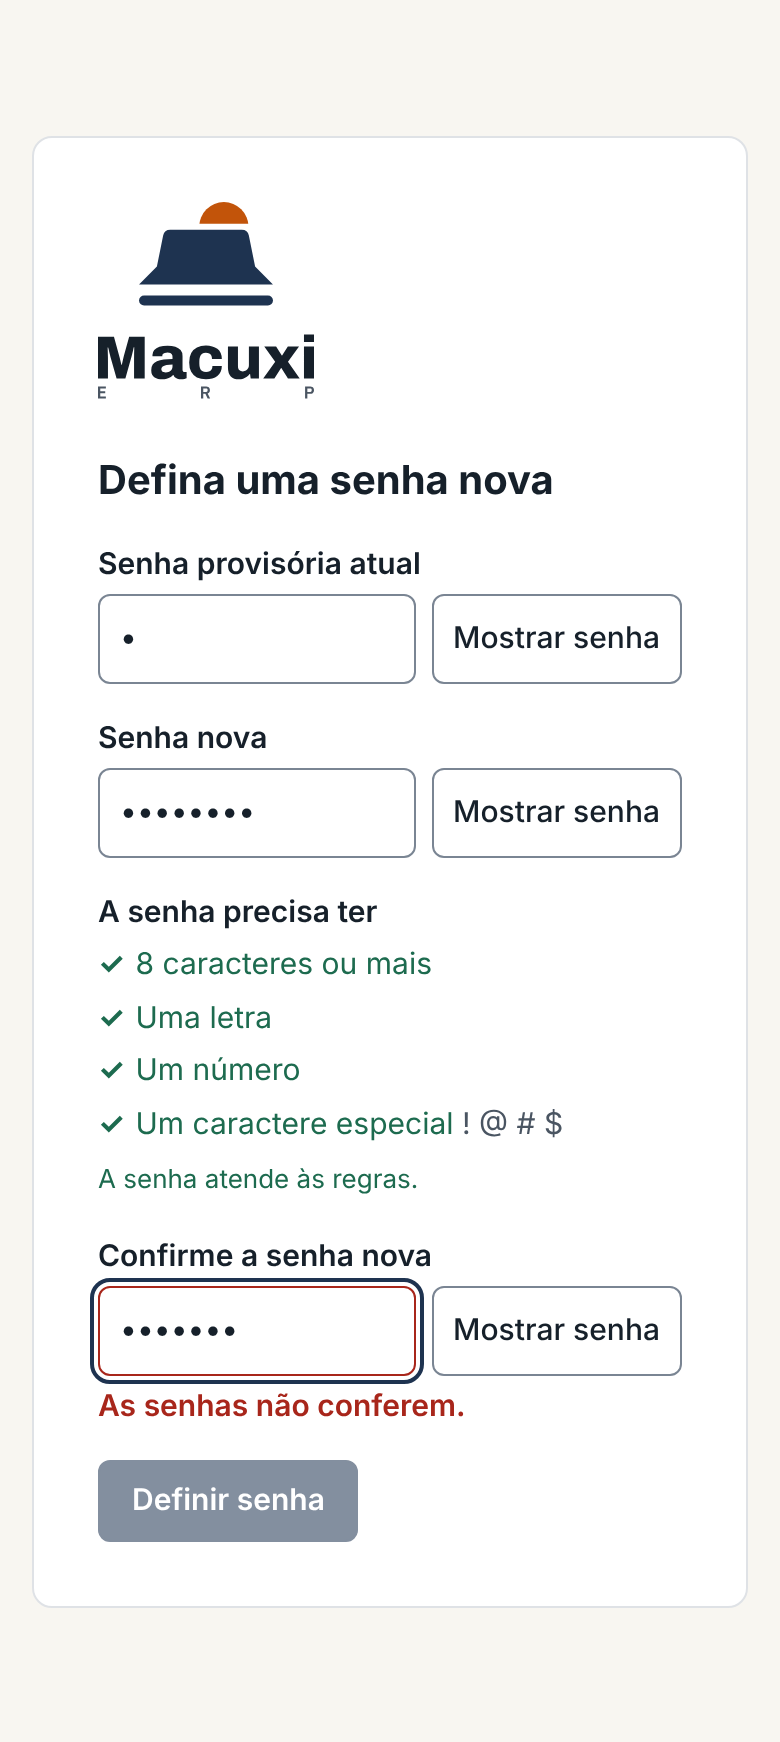 Macuxi
E R P
Defina uma senha nova
Senha provisória atual
• Mostrar senha
Senha nova
•••••••• Mostrar senha
A senha precisa ter
✓ 8 caracteres ou mais
✓ Uma letra
✓ Um número
✓ Um caractere especial ! @ # $
A senha atende às regras.
Confirme a senha nova
••••••• Mostrar senha
As senhas não conferem.
Definir senha